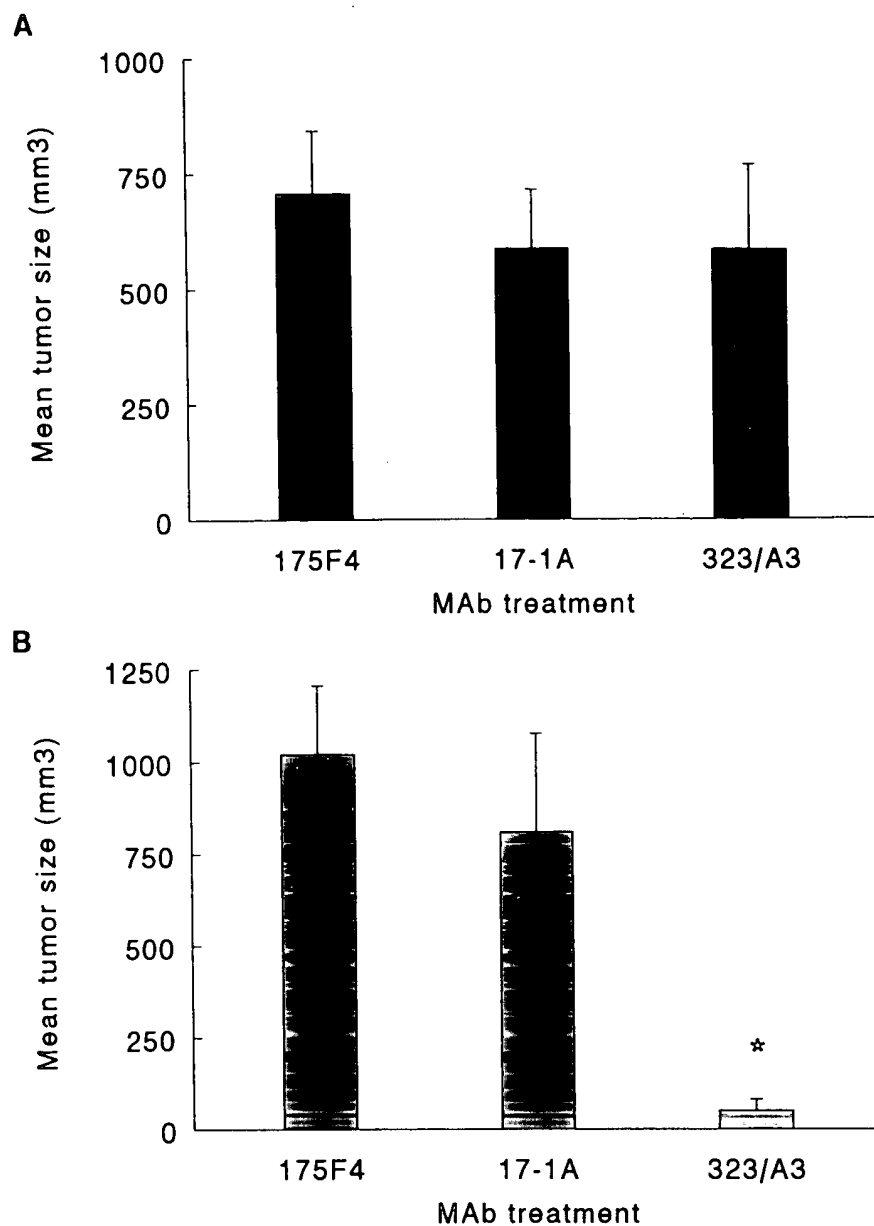 A
Mean tumor size (mm3)
1000
750
500
250
0
175F4 17-1A 323/A3
MAb treatment
B
Mean tumor size (mm3)
1250
1000
750
500
250
0
☆
175F4 17-1A 323/A3
MAb treatment